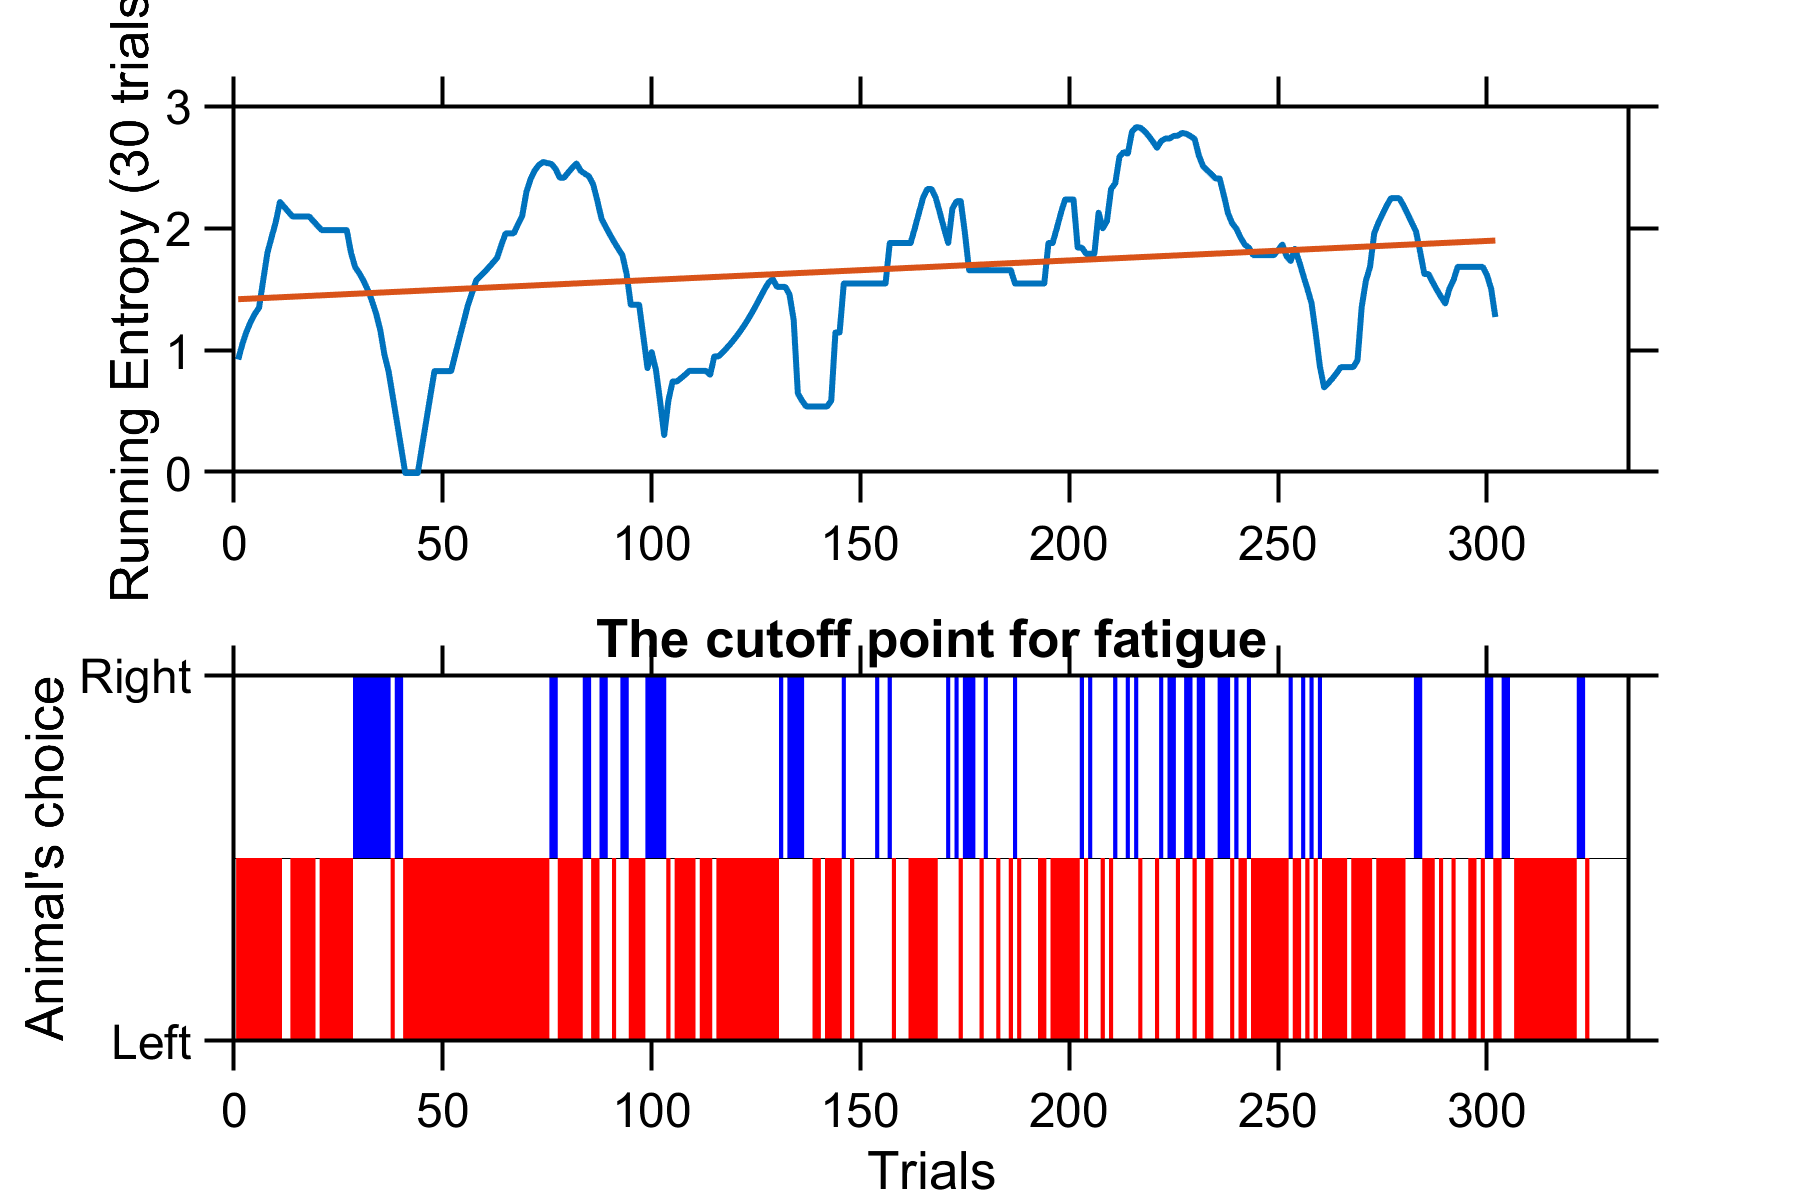 Running Entropy (30 trials
3
2
1
0
0 50 100 150 200 250 300
The cutoff point for fatigue
Animal's choice
Right
Left
0 50 100 150 200 250 300
Trials